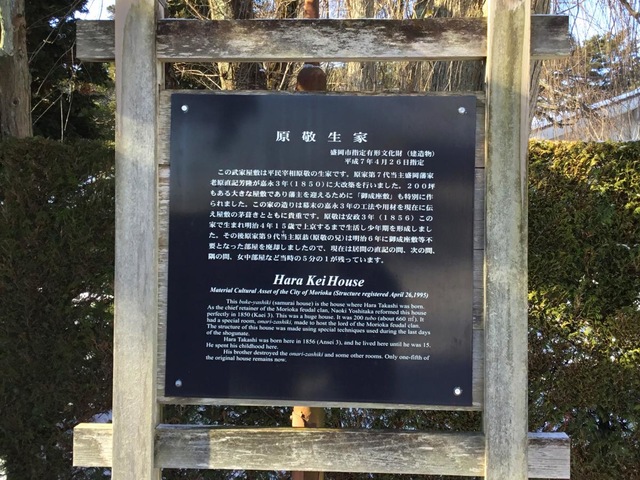 原 敬 生 家
盛岡市指定有形文化財（建造物）
平成７年４月２６日指定
この武家屋敷は平民宰相原敬の生家です。原家第７代当主盛岡藩家
老原直記芳隆が嘉永３年（１８５０）に大改築を行いました。２００坪
もある大きな屋敷であり藩主を迎えるために「御成座敷」も特別に作
られました。この家の造りは幕末の嘉永３年の工法や用材を現在に伝
え屋敷の茅葺きとともに貴重です。原敬は安政３年（１８５６）この
家で生まれ明治４年１５歳で上京するまで生活し少年期を形成しまし
た。その後原家第９代当主原恭（原敬の兄）は明治６年に御成座敷等不
要となった部屋を廃却しましたので、現在は居間の直記の間、次の間、
隅の間、女中部屋など当時の５分の１が残っています。
Hara Kei House
Material Cultural Asset of the City of Morioka (Structure registered April 26,1995)
This buke-yashiki (samurai house) is the house where Hara Takashi was born.
As the chief retainer of the Morioka feudal clan, Naoki Yoshitaka reformed this house
perfectly in 1850 (Kaei 3). This was a huge house. It was 200 tubo (about 660 ㎡). It
had a special room, onari-zashiki, made to host the lord of the Morioka feudal clan.
The structure of this house was made using special techniques used during the last days
of the shogunate.
Hara Takashi was born here in 1856 (Ansei 3), and he lived here until he was 15.
He spent his childhood here.
His brother destroyed the onari-zashiki and some other rooms. Only one-fifth of
the original house remains now.